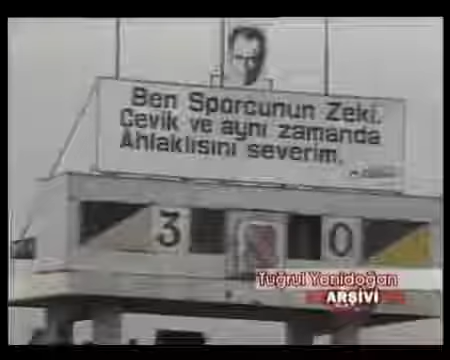 Ben Sporcunun Zeki.
Çevik ve aynı zamanda
Ahlaklısını severim.
3 0
Tuğrul Yenidoğan
ARŞİVİ